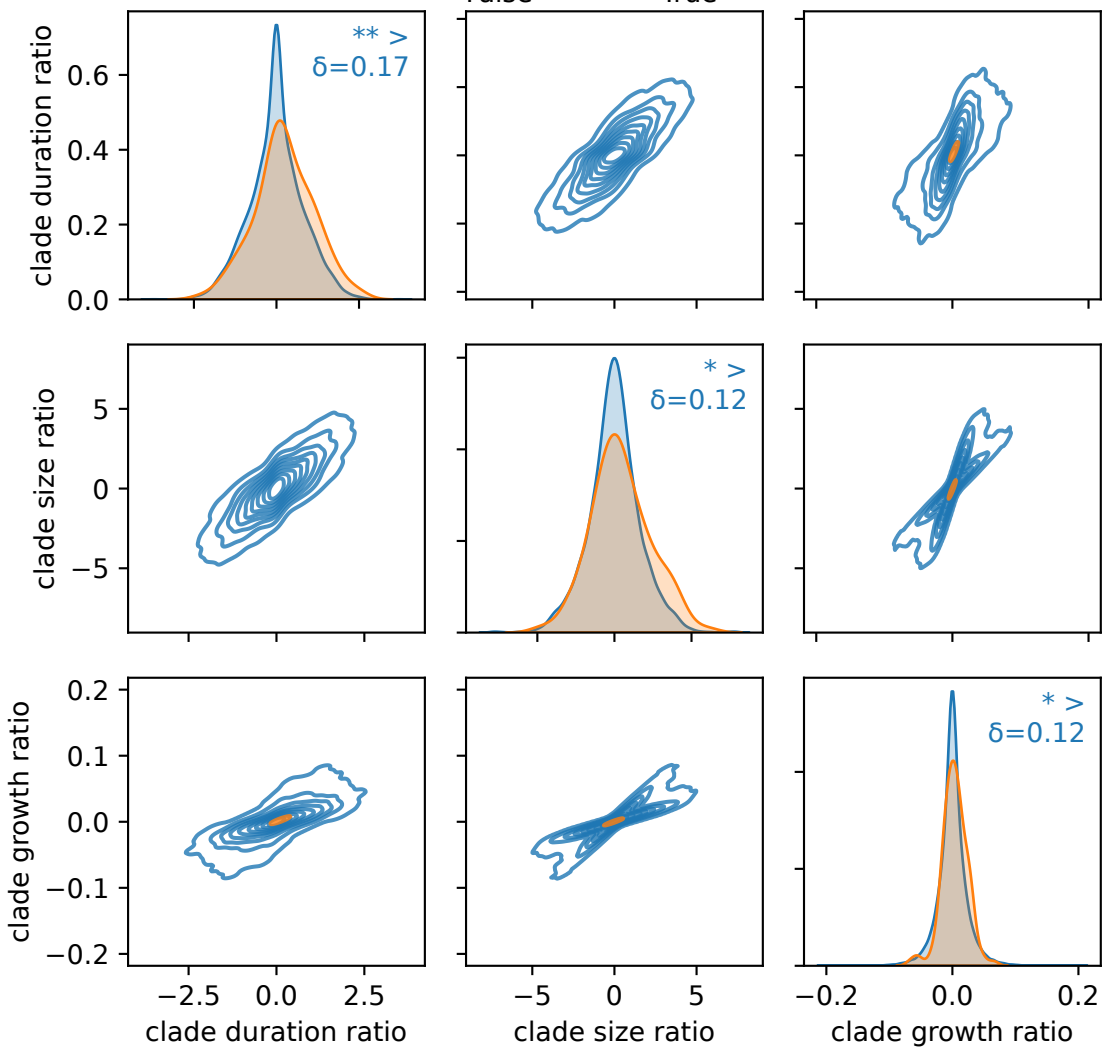 clade duration ratio
0.6
0.4
0.2
0.0
** >
δ=0.17
clade size ratio
5
0
−5
* >
δ=0.12
clade growth ratio
0.2
0.1
0.0
−0.1
−0.2
* >
δ=0.12
−2.5 0.0 2.5
−5 0 5
−0.2 0.0 0.2
clade duration ratio
clade size ratio
clade growth ratio